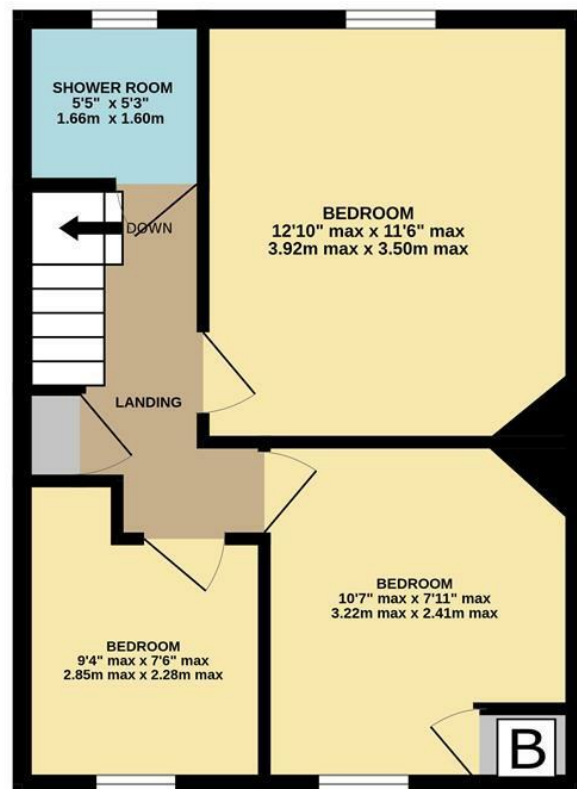 SHOWER ROOM
5'5" x 5'3"
1.66m x 1.60m
DOWN
BEDROOM
12'10" max x 11'6" max
3.92m max x 3.50m max
LANDING
BEDROOM
10'7" max x 7'11" max
3.22m max x 2.41m max
BEDROOM
9'4" max x 7'6" max
2.85m max x 2.28m max
B